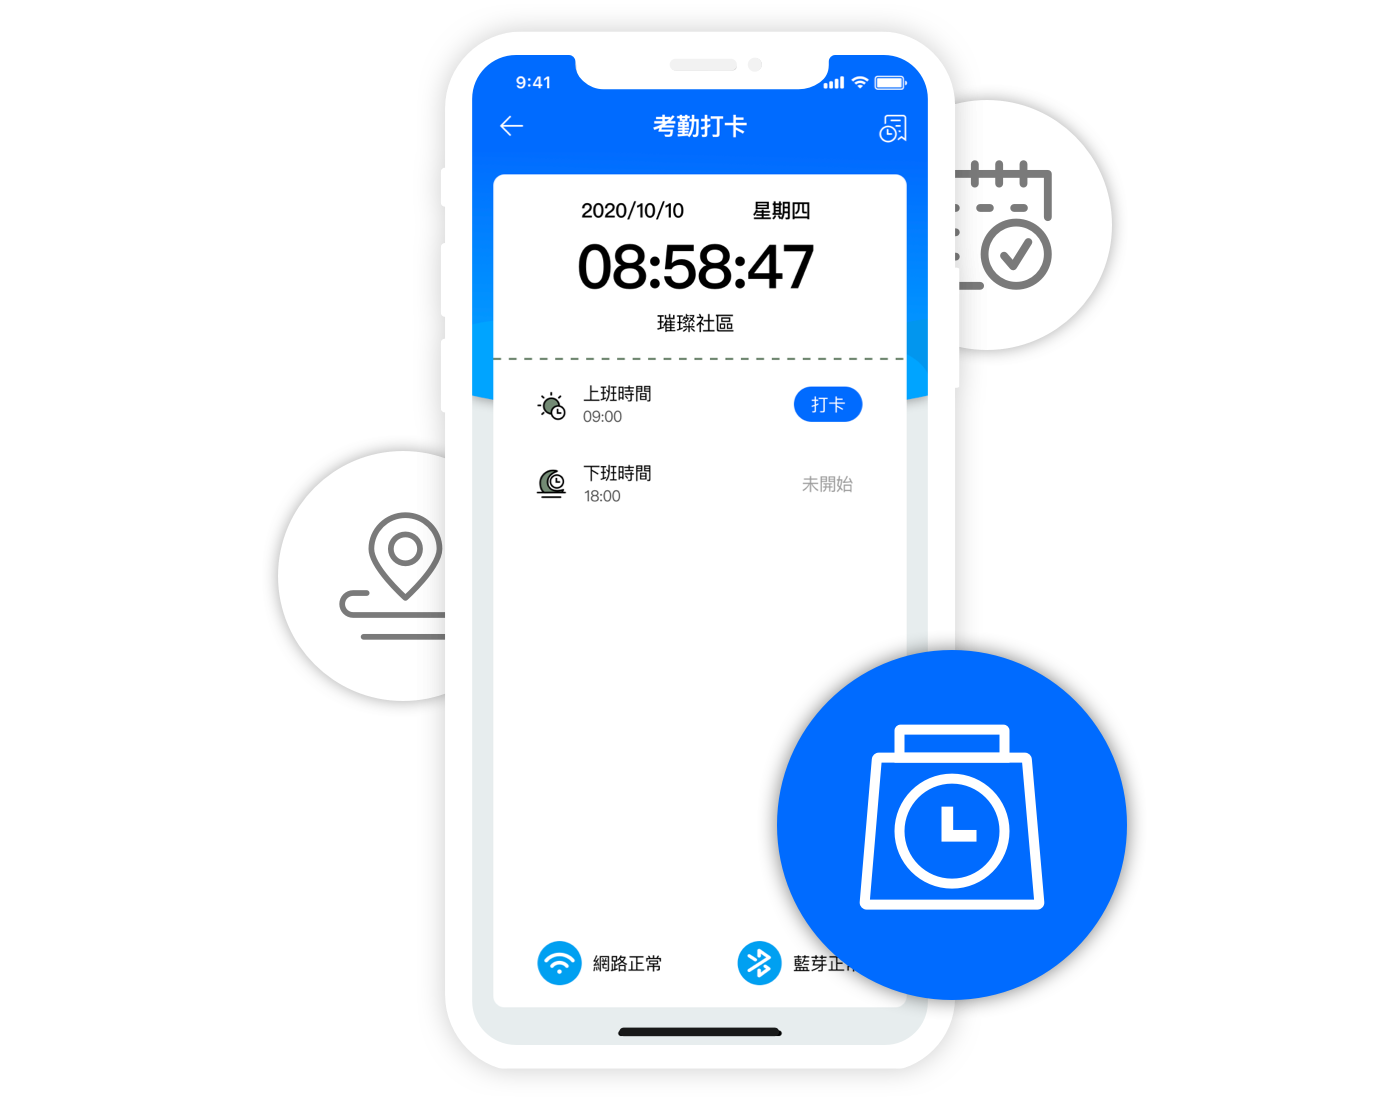 9:41
考勤打卡
2020/10/10 星期四
08:58:47
璀璨社區
上班時間
09:00
打卡
下班時間
18:00
未開始
網路正常
藍芽正